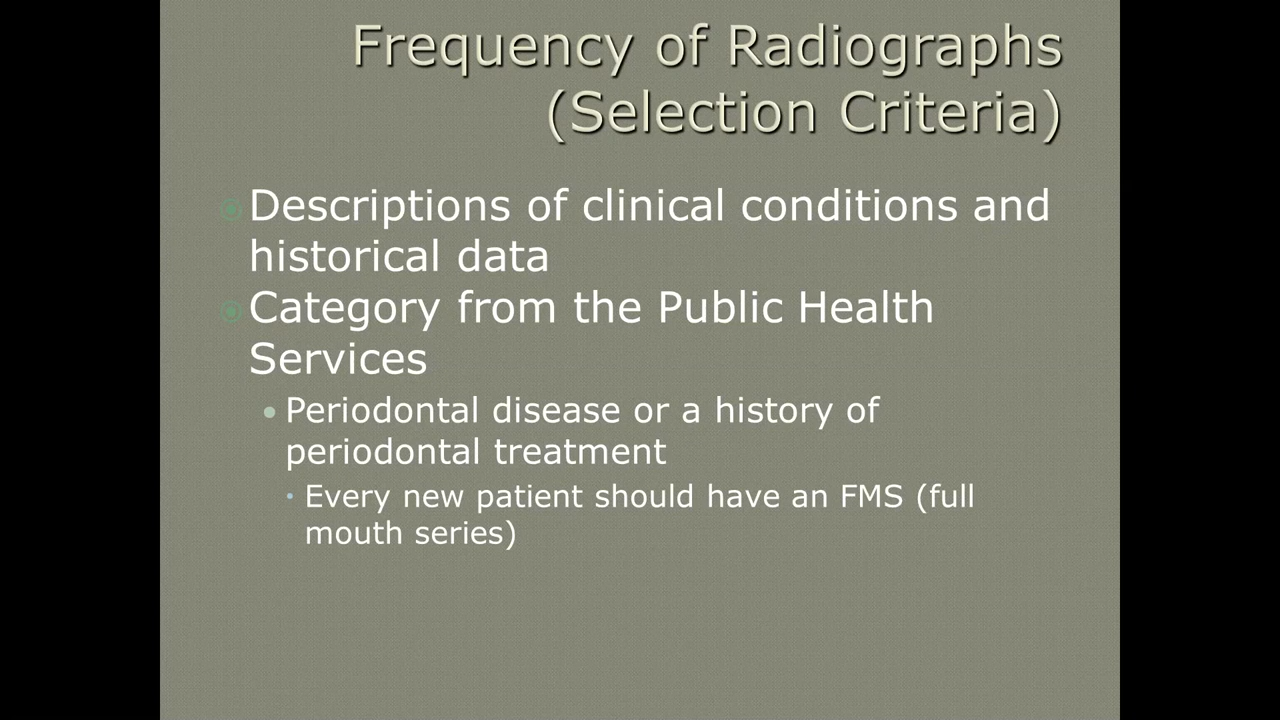 Frequency of Radiographs
(Selection Criteria)
Descriptions of clinical conditions and
historical data
Category from the Public Health
Services
Periodontal disease or a history of
periodontal treatment
Every new patient should have an FMS (full
mouth series)